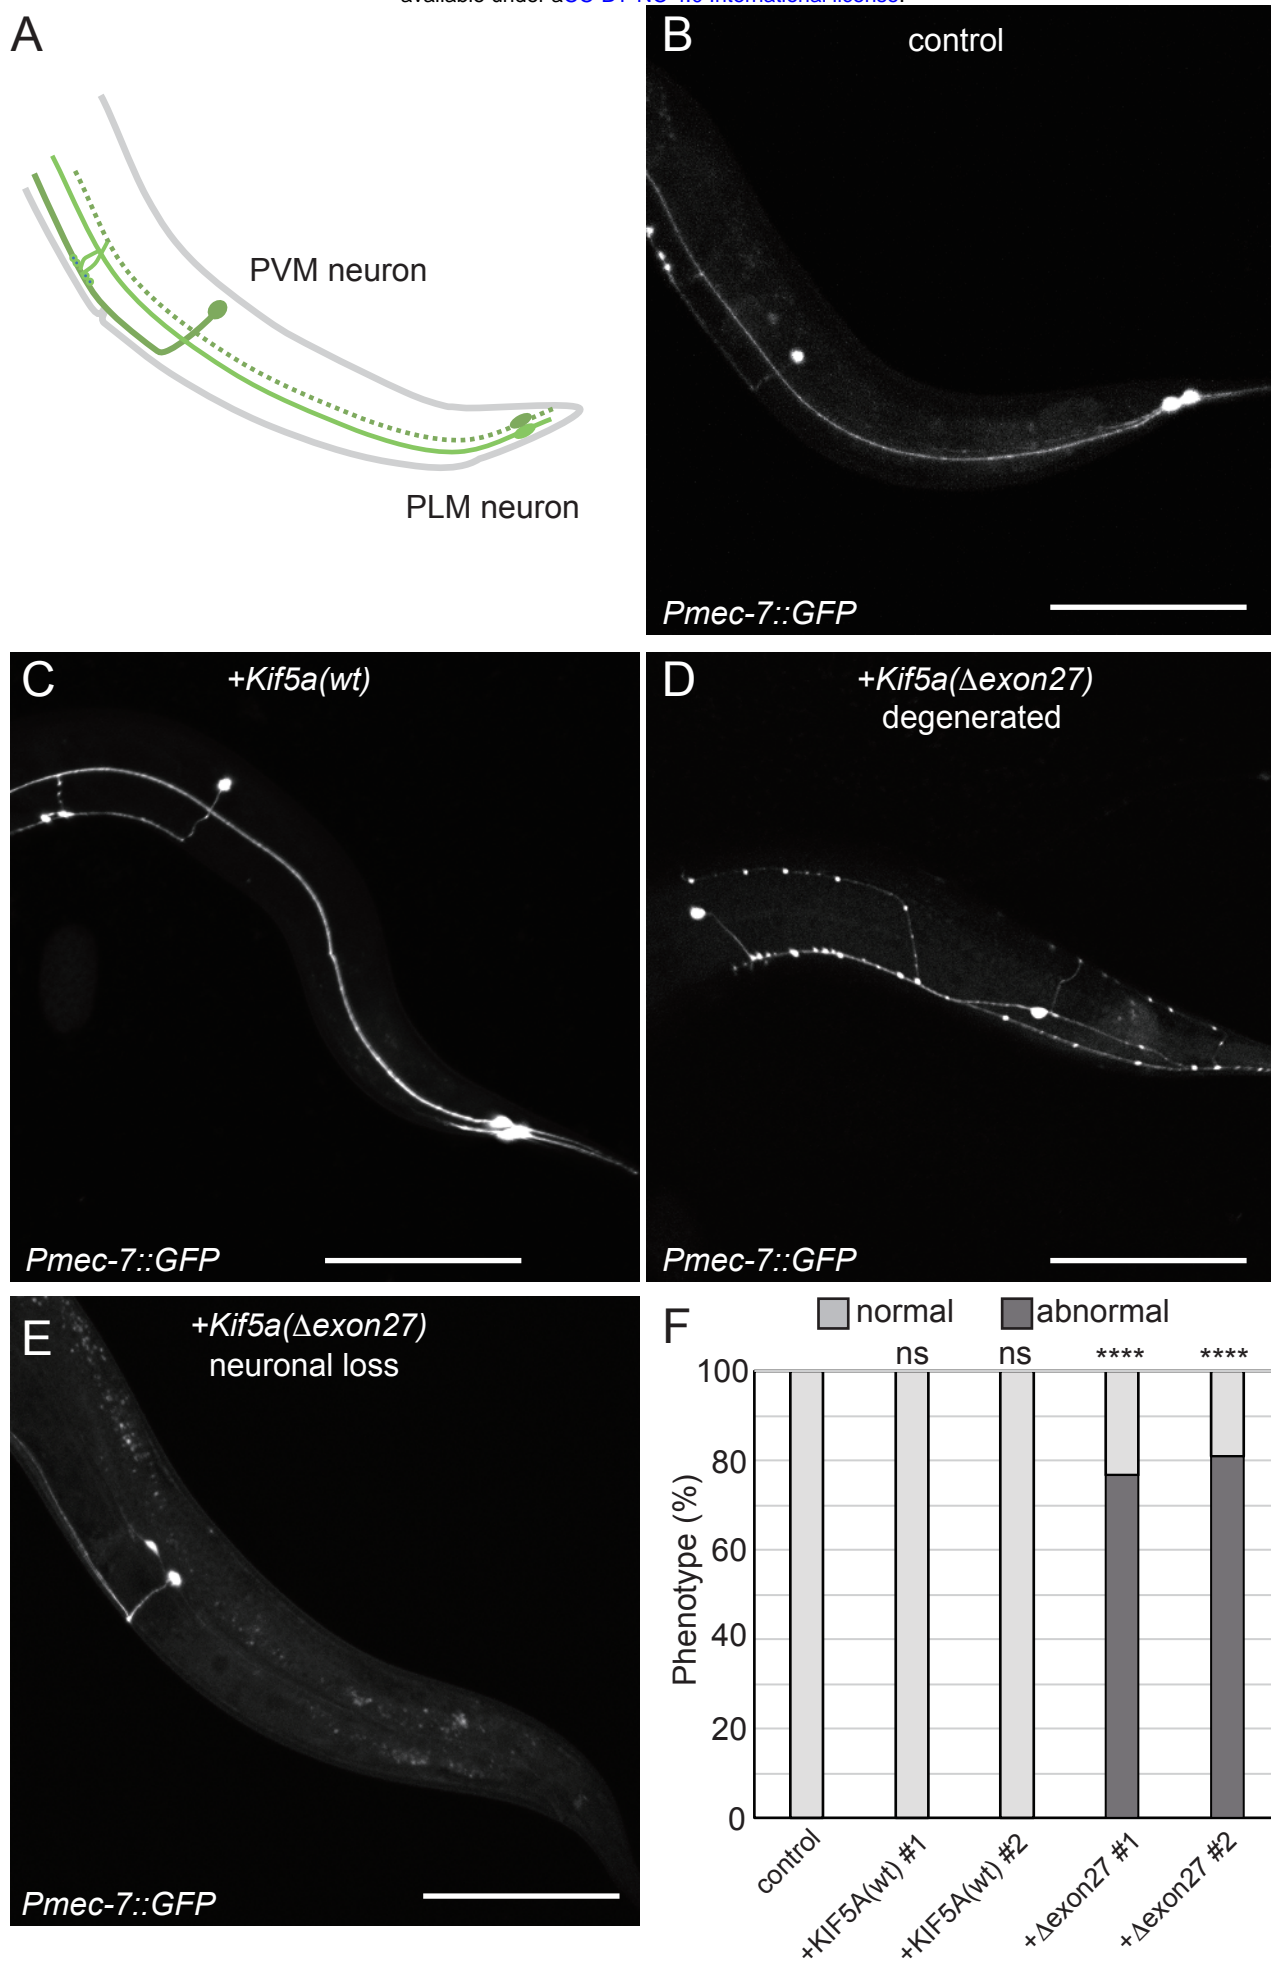 A
PVM neuron
PLM neuron
B
control
Pmec-7::GFP
C
+Kif5a(wt)
Pmec-7::GFP
D
+Kif5a(Δexon27)
degenerated
Pmec-7::GFP
E
+Kif5a(Δexon27)
neuronal loss
Pmec-7::GFP
F
normal
abnormal
ns
ns
****
****
Phenotype (%)
100
80
60
40
20
0
control
+KIF5A(wt) #1
+KIF5A(wt) #2
+Δexon27 #1
+Δexon27 #2